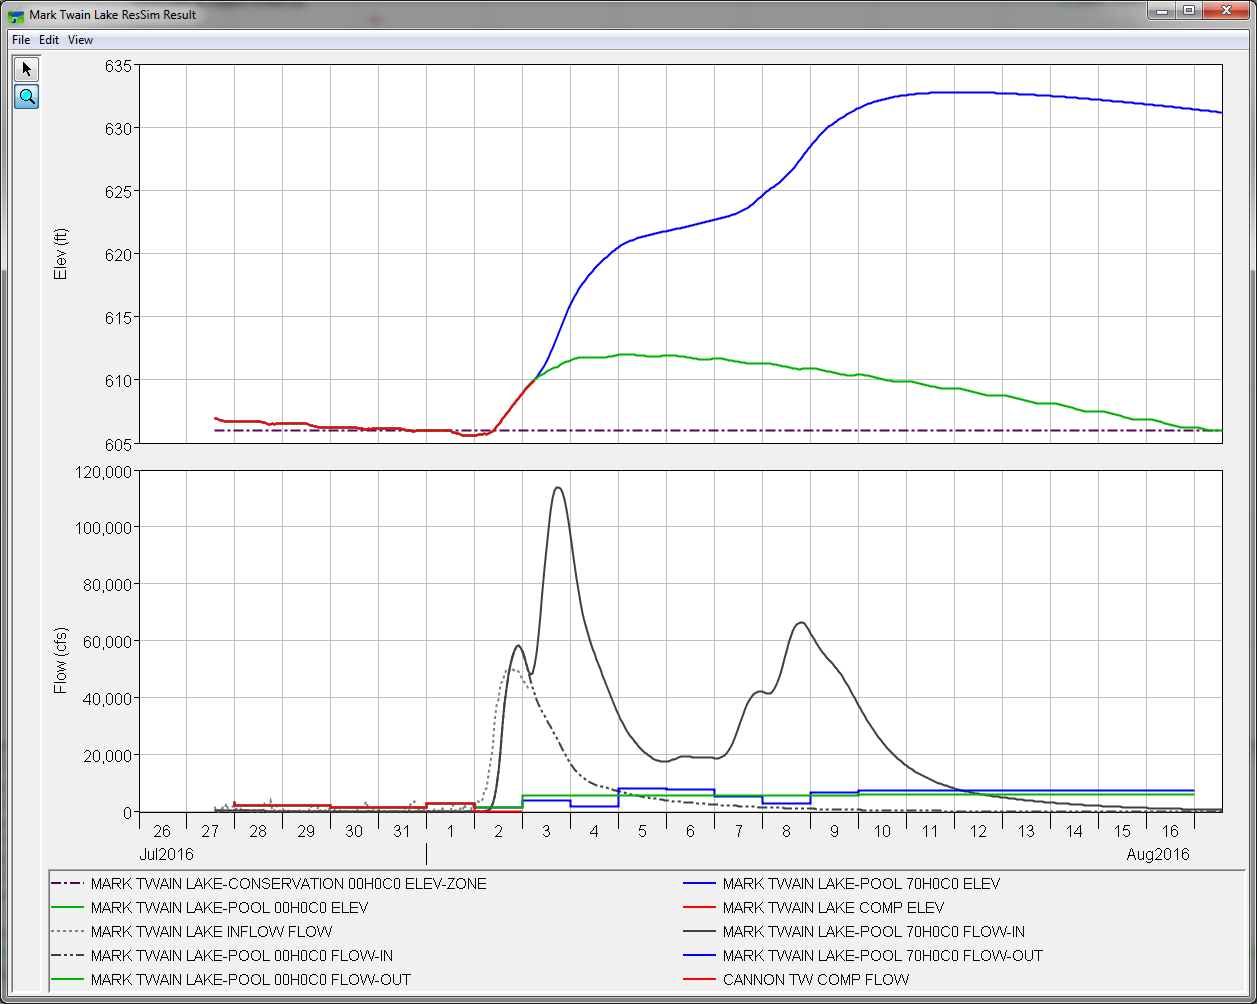 Mark Twain Lake ResSim Result
File Edit View
635
630
625
620
615
610
605
Elev (ft)
120,000
100,000
80,000
60,000
40,000
20,000
0
Flow (cfs)
26 27 28 29 30 31 1 2 3 4 5 6 7 8 9 10 11 12 13 14 15 16
Jul2016 Aug2016
MARK TWAIN LAKE-CONSERVATION 00H0C0 ELEV-ZONE MARK TWAIN LAKE-POOL 70H0C0 ELEV
MARK TWAIN LAKE-POOL 00H0C0 ELEV MARK TWAIN LAKE COMP ELEV
MARK TWAIN LAKE INFLOW FLOW MARK TWAIN LAKE-POOL 70H0C0 FLOW-IN
MARK TWAIN LAKE-POOL 00H0C0 FLOW-IN MARK TWAIN LAKE-POOL 70H0C0 FLOW-OUT
MARK TWAIN LAKE-POOL 00H0C0 FLOW-OUT CANNON TW COMP FLOW